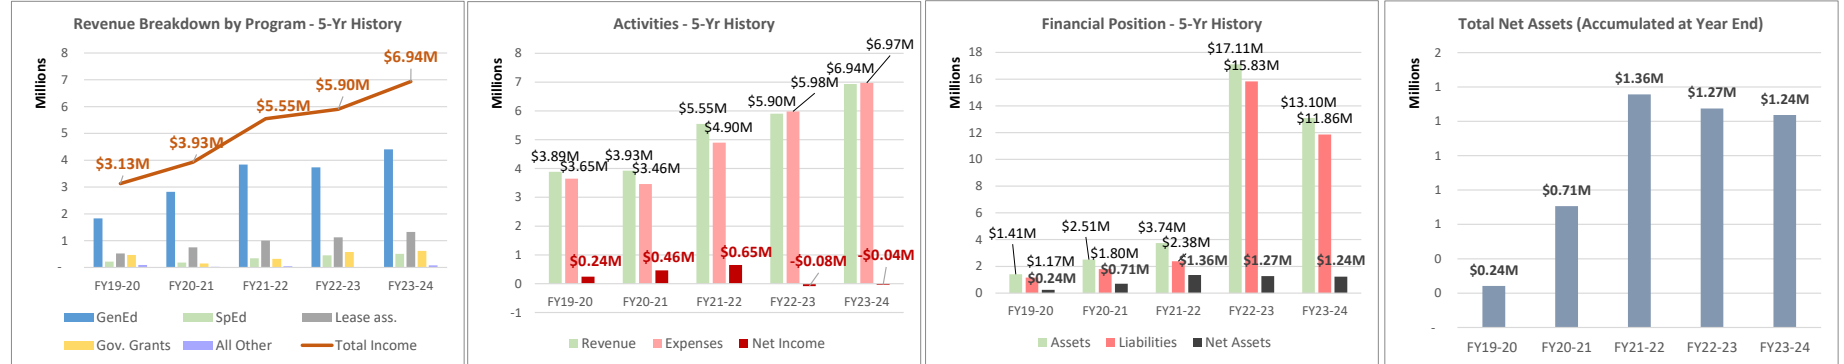 Revenue Breakdown by Program - 5-Yr History
Millions
8
7
6
5
4
3
2
1
-
$3.13M
$3.93M
$5.55M
$5.90M
$6.94M
FY19-20 FY20-21 FY21-22 FY22-23 FY23-24
GenEd SpEd Lease ass.
Gov. Grants All Other Total Income
Activities - 5-Yr History
Millions
8
7
6
5
4
3
2
1
0
-1
$3.89M
$3.65M
$0.24M
$3.93M
$3.46M
$0.46M
$5.55M
$4.90M
$0.65M
$5.90M
$5.98M
-$0.08M
$6.94M
$6.97M
-$0.04M
FY19-20 FY20-21 FY21-22 FY22-23 FY23-24
Revenue Expenses Net Income
Financial Position - 5-Yr History
Millions
18
16
14
12
10
8
6
4
2
0
$1.41M
$1.17M
$0.24M
$2.51M
$1.80M
$0.71M
$3.74M
$2.38M
$1.36M
$17.11M
$15.83M
$1.27M
$13.10M
$11.86M
$1.24M
FY19-20 FY20-21 FY21-22 FY22-23 FY23-24
Assets Liabilities Net Assets
Total Net Assets (Accumulated at Year End)
Millions
2
1
1
1
1
1
0
0
-
$0.24M
$0.71M
$1.36M
$1.27M
$1.24M
FY19-20 FY20-21 FY21-22 FY22-23 FY23-24